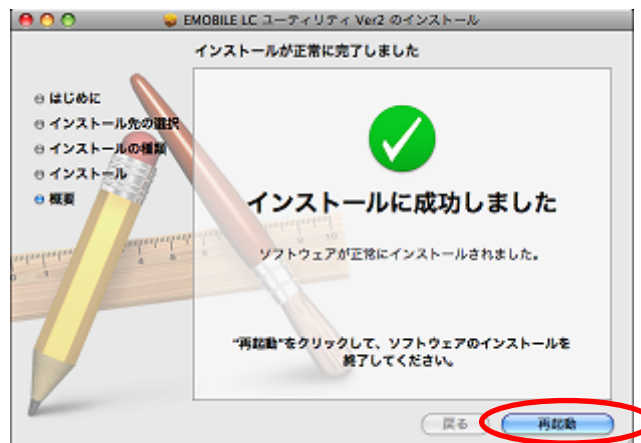 EMOBILE LC ユーティリティ Ver2 のインストール
インストールが正常に完了しました
はじめに
インストール先の選択
インストールの種類
インストール
概要
インストールに成功しました
ソフトウェアが正常にインストールされました。
"再起動"をクリックして、ソフトウェアのインストールを
終了してください。
戻る
再起動